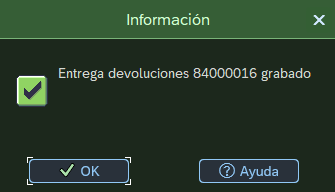 Información
Entrega devoluciones 84000016 grabado
OK
Ayuda